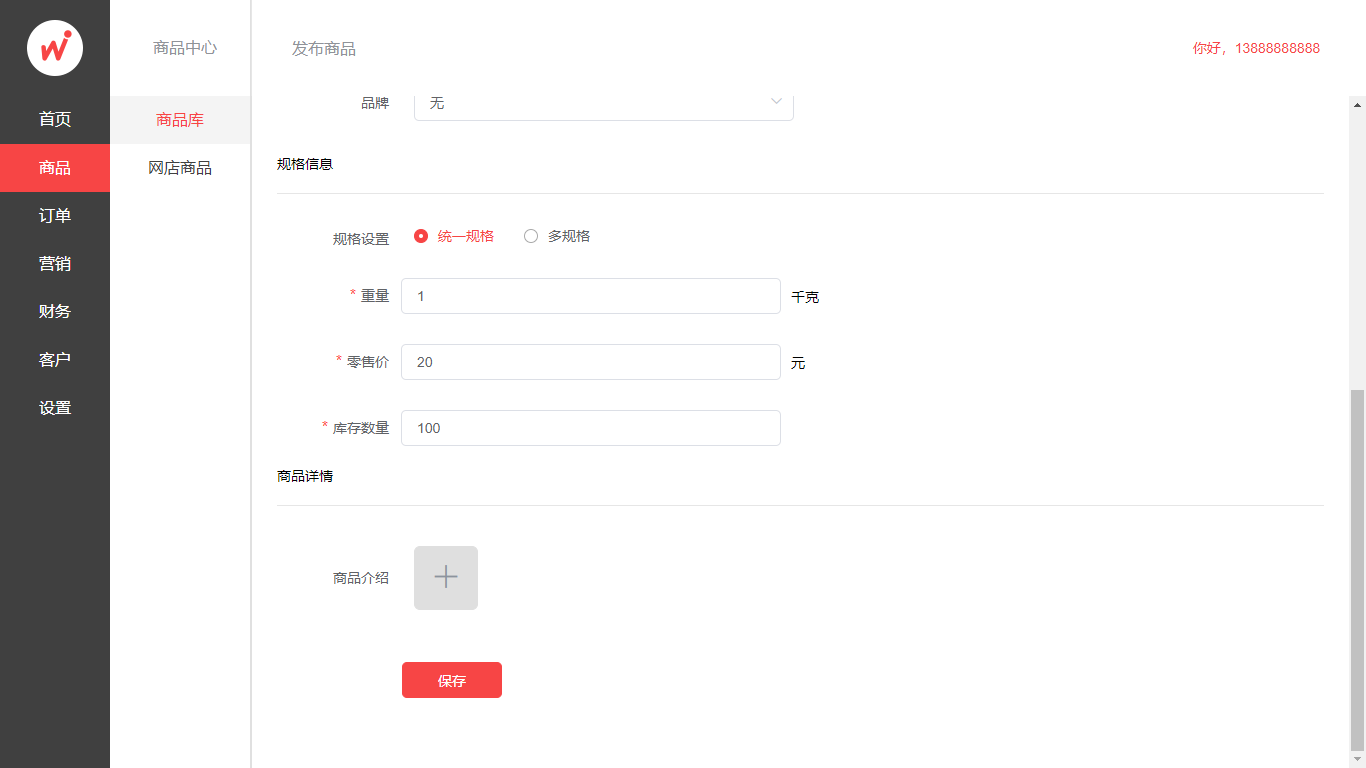 商品中心
发布商品
你好，13888888888
首页
商品
订单
营销
财务
客户
设置
商品库
网店商品
品牌
无
规格信息
规格设置
统一规格
多规格
* 重量
1
千克
* 零售价
20
元
* 库存数量
100
商品详情
商品介绍
保存